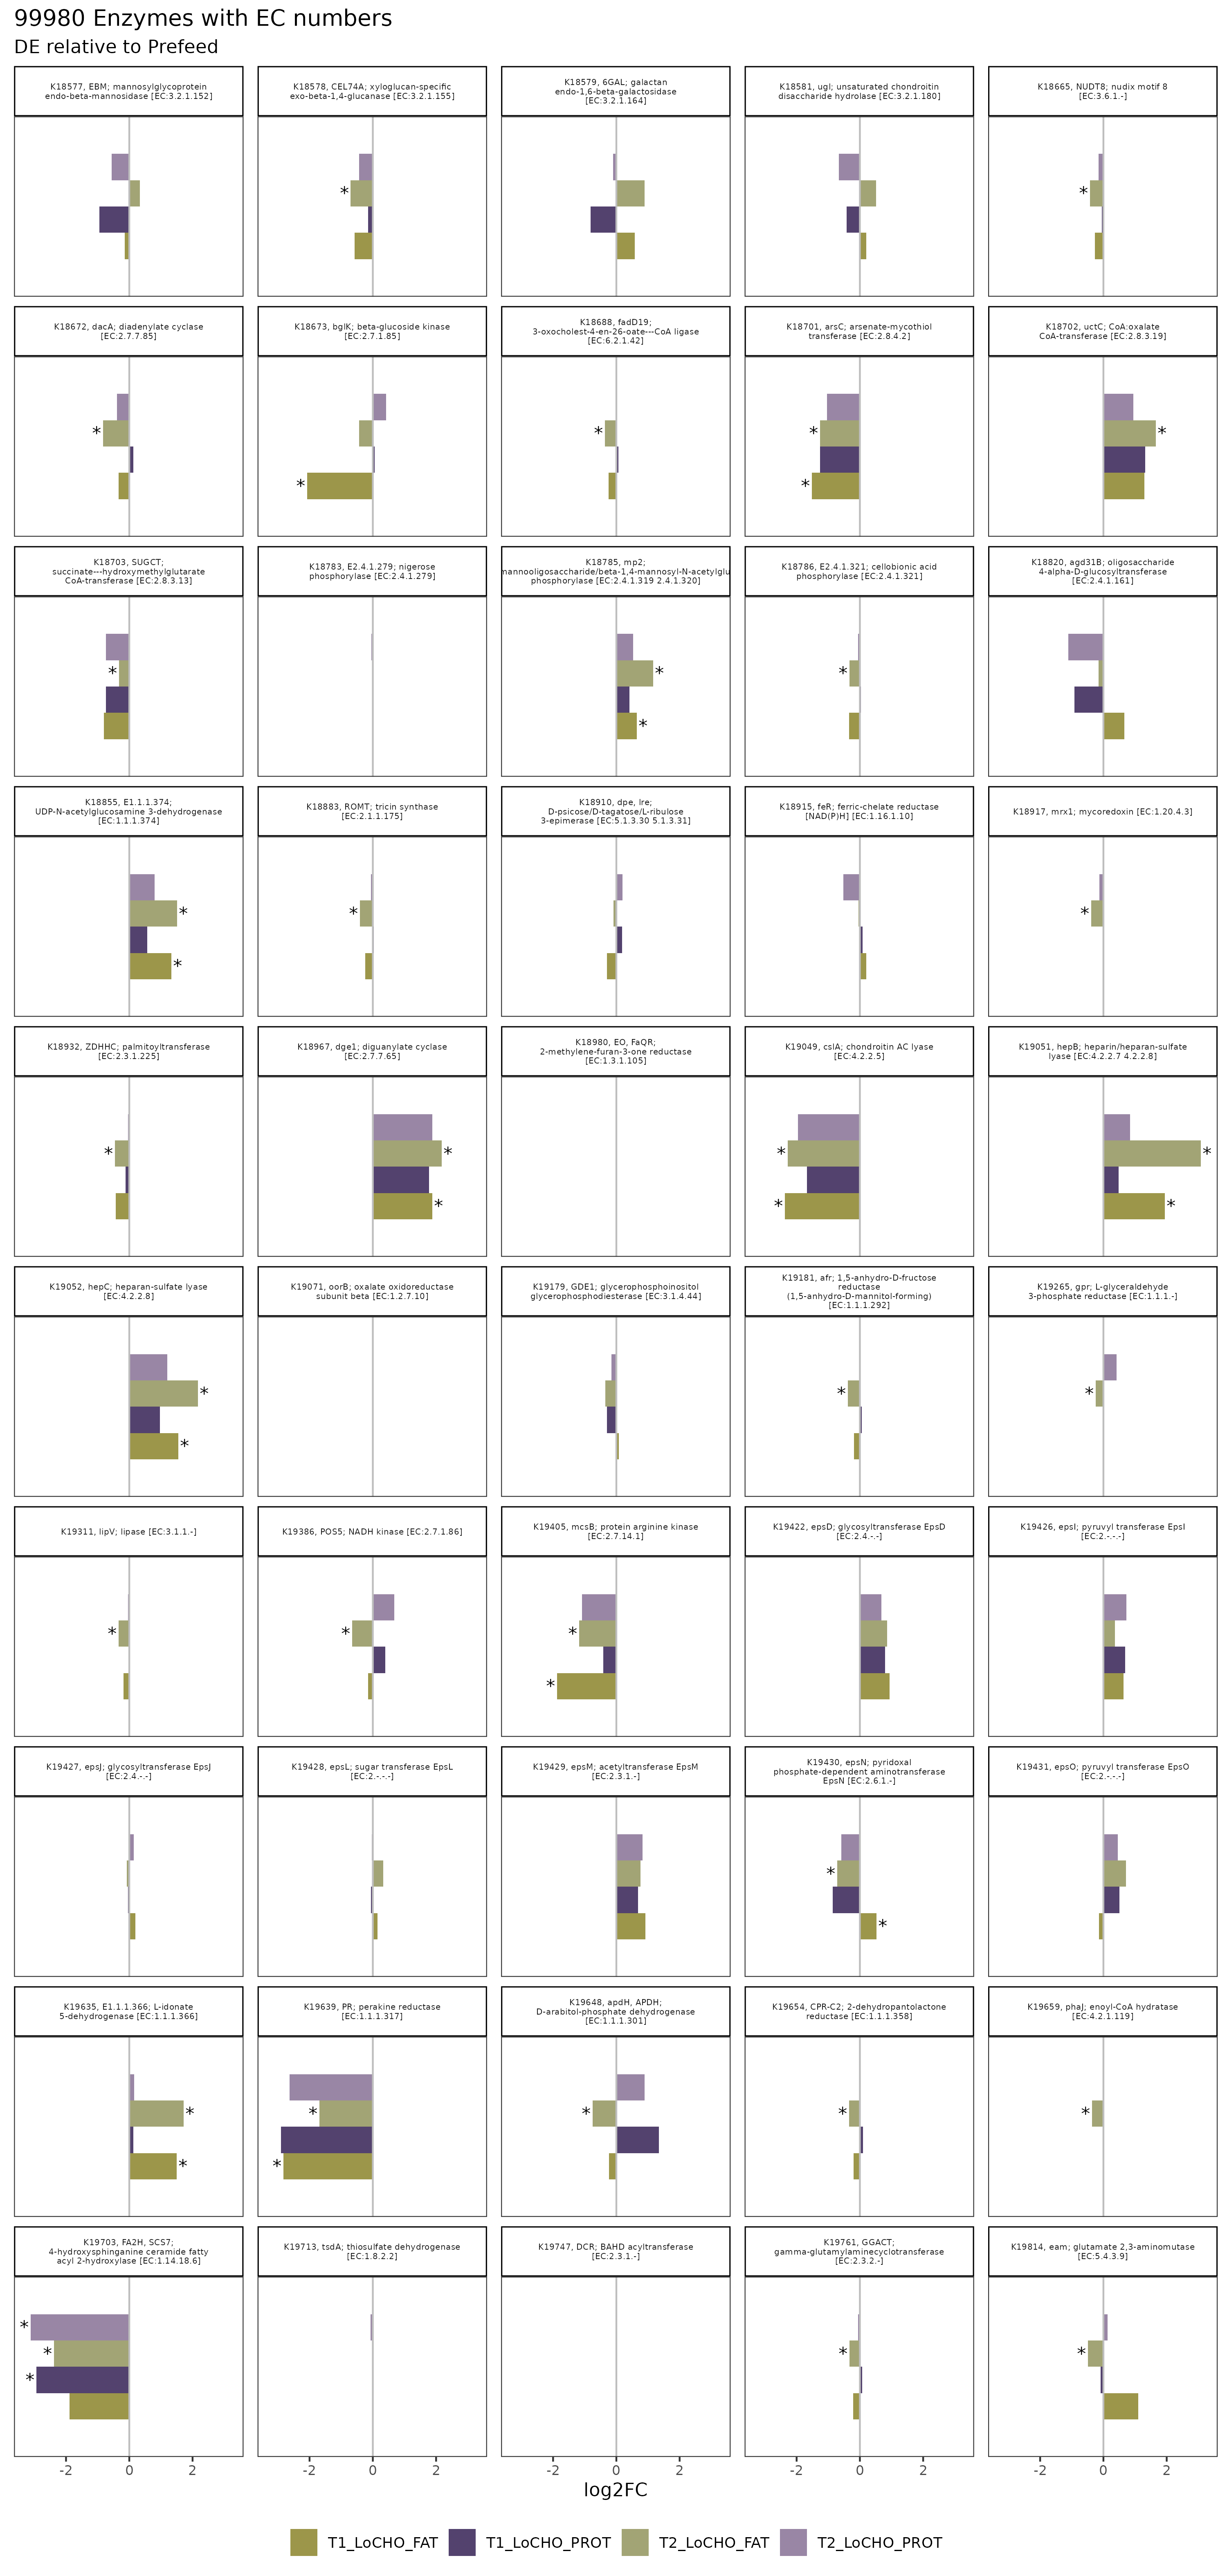 99980 Enzymes with EC numbers
DE relative to Prefeed
K18577, EBM; mannosylglycoprotein
endo-beta-mannosidase [EC:3.2.1.152]
K18578, CEL74A; xyloglucan-specific
exo-beta-1,4-glucanase [EC:3.2.1.155]
K18579, 6GAL; galactan
endo-1,6-beta-galactosidase
[EC:3.2.1.164]
K18581, ugl; unsaturated chondroitin
disaccharide hydrolase [EC:3.2.1.180]
K18665, NUDT8; nudix motif 8
[EC:3.6.1.-]
*
*
K18672, dacA; diadenylate cyclase
[EC:2.7.7.85]
K18673, bglK; beta-glucoside kinase
[EC:2.7.1.85]
K18688, fadD19;
3-oxocholest-4-en-26-oate---CoA ligase
[EC:6.2.1.42]
K18701, arsC; arsenate-mycothiol
transferase [EC:2.8.4.2]
K18702, uctC; CoA:oxalate
CoA-transferase [EC:2.8.3.19]
*
*
*
*
*
*
K18703, SUGCT;
succinate---hydroxymethylglutarate
CoA-transferase [EC:2.8.3.13]
K18783, E2.4.1.279; nigerose
phosphorylase [EC:2.4.1.279]
K18785, mp2;
mannooligosaccharide/beta-1,4-mannosyl-N-acetylglu
phosphorylase [EC:2.4.1.319 2.4.1.320]
K18786, E2.4.1.321; cellobionic acid
phosphorylase [EC:2.4.1.321]
K18820, agd31B; oligosaccharide
4-alpha-D-glucosyltransferase
[EC:2.4.1.161]
*
*
*
*
K18855, E1.1.1.374;
UDP-N-acetylglucosamine 3-dehydrogenase
[EC:1.1.1.374]
K18883, ROMT; tricin synthase
[EC:2.1.1.175]
K18910, dpe, lre;
D-psicose/D-tagatose/L-ribulose
3-epimerase [EC:5.1.3.30 5.1.3.31]
K18915, feR; ferric-chelate reductase
[NAD(P)H] [EC:1.16.1.10]
K18917, mrx1; mycoredoxin [EC:1.20.4.3]
*
*
*
*
K18932, ZDHHC; palmitoyltransferase
[EC:2.3.1.225]
K18967, dge1; diguanylate cyclase
[EC:2.7.7.65]
K18980, EO, FaQR;
2-methylene-furan-3-one reductase
[EC:1.3.1.105]
K19049, cslA; chondroitin AC lyase
[EC:4.2.2.5]
K19051, hepB; heparin/heparan-sulfate
lyase [EC:4.2.2.7 4.2.2.8]
*
*
*
*
*
*
*
K19052, hepC; heparan-sulfate lyase
[EC:4.2.2.8]
K19071, oorB; oxalate oxidoreductase
subunit beta [EC:1.2.7.10]
K19179, GDE1; glycerophosphoinositol
glycerophosphodiesterase [EC:3.1.4.44]
K19181, afr; 1,5-anhydro-D-fructose
reductase
(1,5-anhydro-D-mannitol-forming)
[EC:1.1.1.292]
K19265, gpr; L-glyceraldehyde
3-phosphate reductase [EC:1.1.1.-]
*
*
*
*
K19311, lipV; lipase [EC:3.1.1.-]
K19386, POS5; NADH kinase [EC:2.7.1.86]
K19405, mcsB; protein arginine kinase
[EC:2.7.14.1]
K19422, epsD; glycosyltransferase EpsD
[EC:2.4.-.-]
K19426, epsI; pyruvyl transferase EpsI
[EC:2.-.-.-]
*
*
*
*
K19427, epsJ; glycosyltransferase EpsJ
[EC:2.4.-.-]
K19428, epsL; sugar transferase EpsL
[EC:2.-.-.-]
K19429, epsM; acetyltransferase EpsM
[EC:2.3.1.-]
K19430, epsN; pyridoxal
phosphate-dependent aminotransferase
EpsN [EC:2.6.1.-]
K19431, epsO; pyruvyl transferase EpsO
[EC:2.-.-.-]
*
*
K19635, E1.1.1.366; L-idonate
5-dehydrogenase [EC:1.1.1.366]
K19639, PR; perakine reductase
[EC:1.1.1.317]
K19648, apdH, APDH;
D-arabitol-phosphate dehydrogenase
[EC:1.1.1.301]
K19654, CPR-C2; 2-dehydropantolactone
reductase [EC:1.1.1.358]
K19659, phaJ; enoyl-CoA hydratase
[EC:4.2.1.119]
*
*
*
*
*
*
*
K19703, FA2H, SCS7;
4-hydroxysphinganine ceramide fatty
acyl 2-hydroxylase [EC:1.14.18.6]
K19713, tsdA; thiosulfate dehydrogenase
[EC:1.8.2.2]
K19747, DCR; BAHD acyltransferase
[EC:2.3.1.-]
K19761, GGACT;
gamma-glutamylaminecyclotransferase
[EC:2.3.2.-]
K19814, eam; glutamate 2,3-aminomutase
[EC:5.4.3.9]
*
*
*
*
*
-2 0 2 -2 0 2 -2 0 2 -2 0 2 -2 0 2
log2FC
T1_LoCHO_FAT T1_LoCHO_PROT T2_LoCHO_FAT T2_LoCHO_PROT